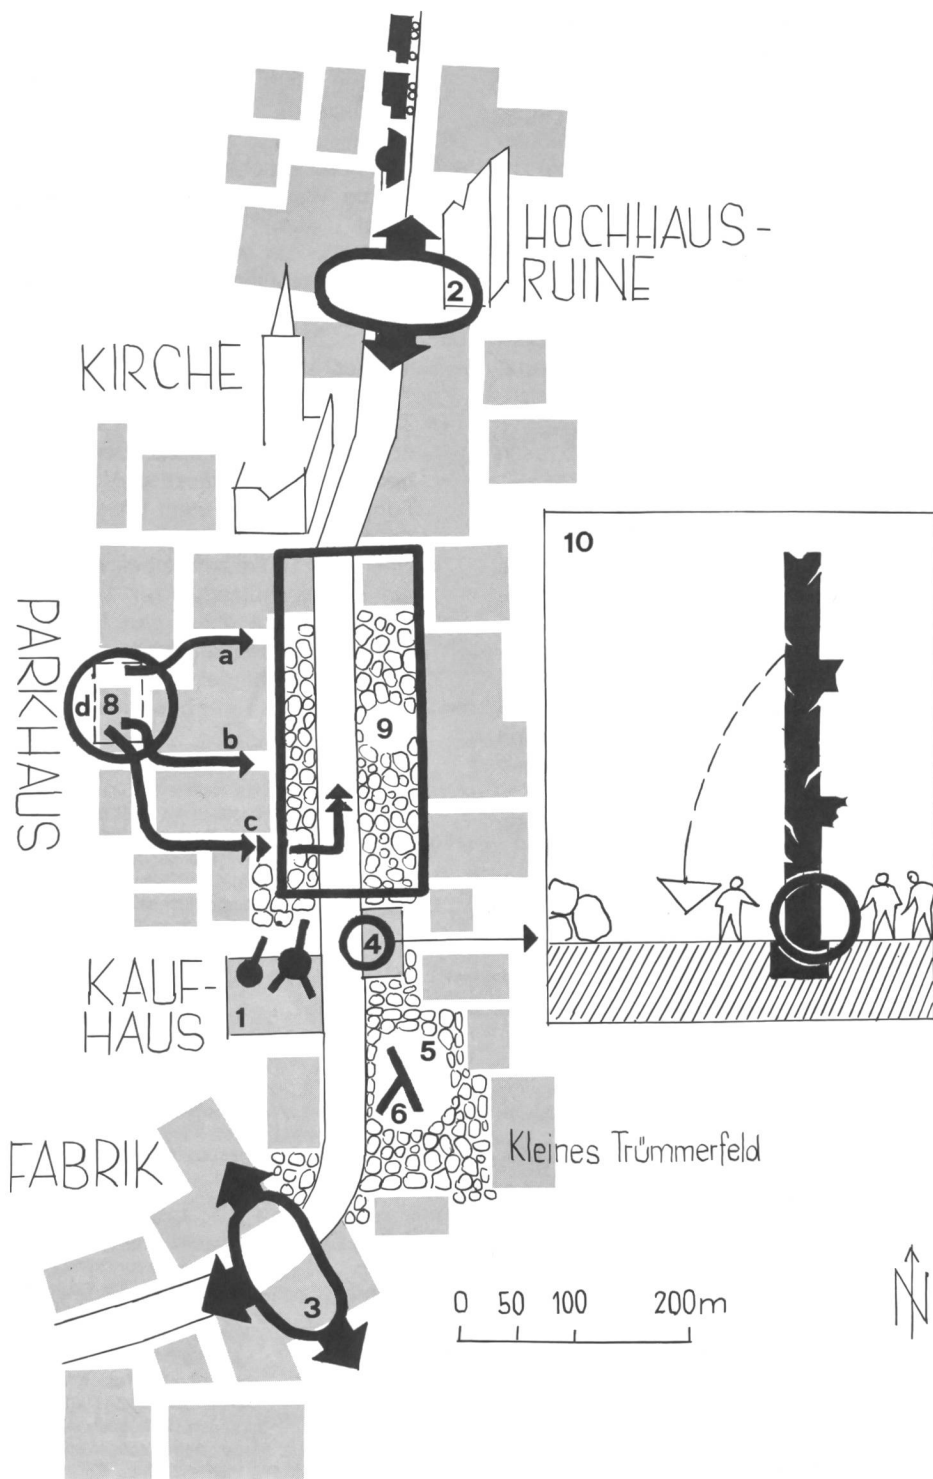 HOCHHAUS-
RUINE
2
KIRCHE
10
PARKHAUS
a
d 8
9
b
c
4
KAUF-
HAUS
1
5
6
FABRIK
Kleines Trümmerfeld
3
0 50 100 200m
N